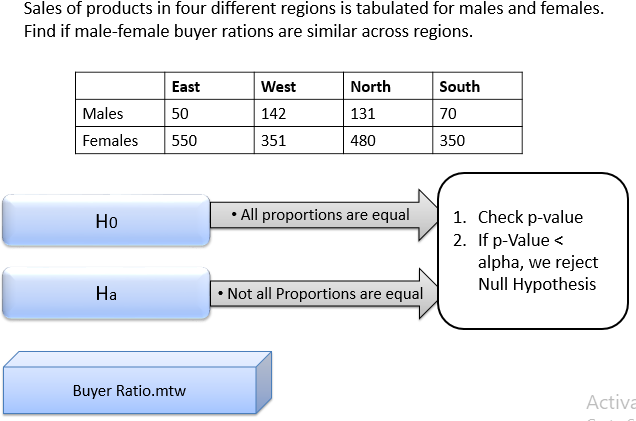 Sales of products in four different regions is tabulated for males and females.
Find if male-female buyer rations are similar across regions.
East West North South
Males 50 142 131 70
Females 550 351 480 350
H0
• All proportions are equal
Ha
• Not all Proportions are equal
1. Check p-value
2. If p-Value <
alpha, we reject
Null Hypothesis
Buyer Ratio.mtw
Activa